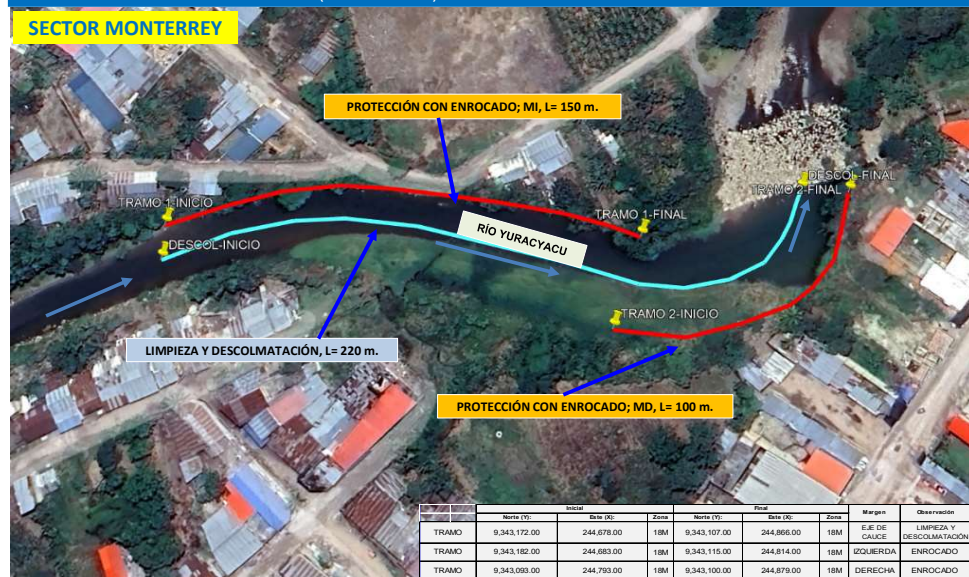 SECTOR MONTERREY
PROTECCIÓN CON ENROCADO; MI, L= 150 m.
DESCOL-FINAL
TRAMO 2-FINAL
TRAMO 1-INICIO
TRAMO 1-FINAL
RÍO YURACYACU
DESCOL-INICIO
TRAMO 2-INICIO
LIMPIEZA Y DESCOLMATACIÓN, L= 220 m.
PROTECCIÓN CON ENROCADO; MD, L= 100 m.
Inicial Final Margen Observación
Norte (Y): Este (X): Zona Norte (Y): Este (X): Zona
TRAMO 9,343,172.00 244,678.00 18M 9,343,107.00 244,866.00 18M EJE DE CAUCE LIMPIEZA Y DESCOLMATACIÓN
TRAMO 9,343,182.00 244,683.00 18M 9,343,115.00 244,814.00 18M IZQUIERDA ENROCADO
TRAMO 9,343,093.00 244,793.00 18M 9,343,100.00 244,879.00 18M DERECHA ENROCADO